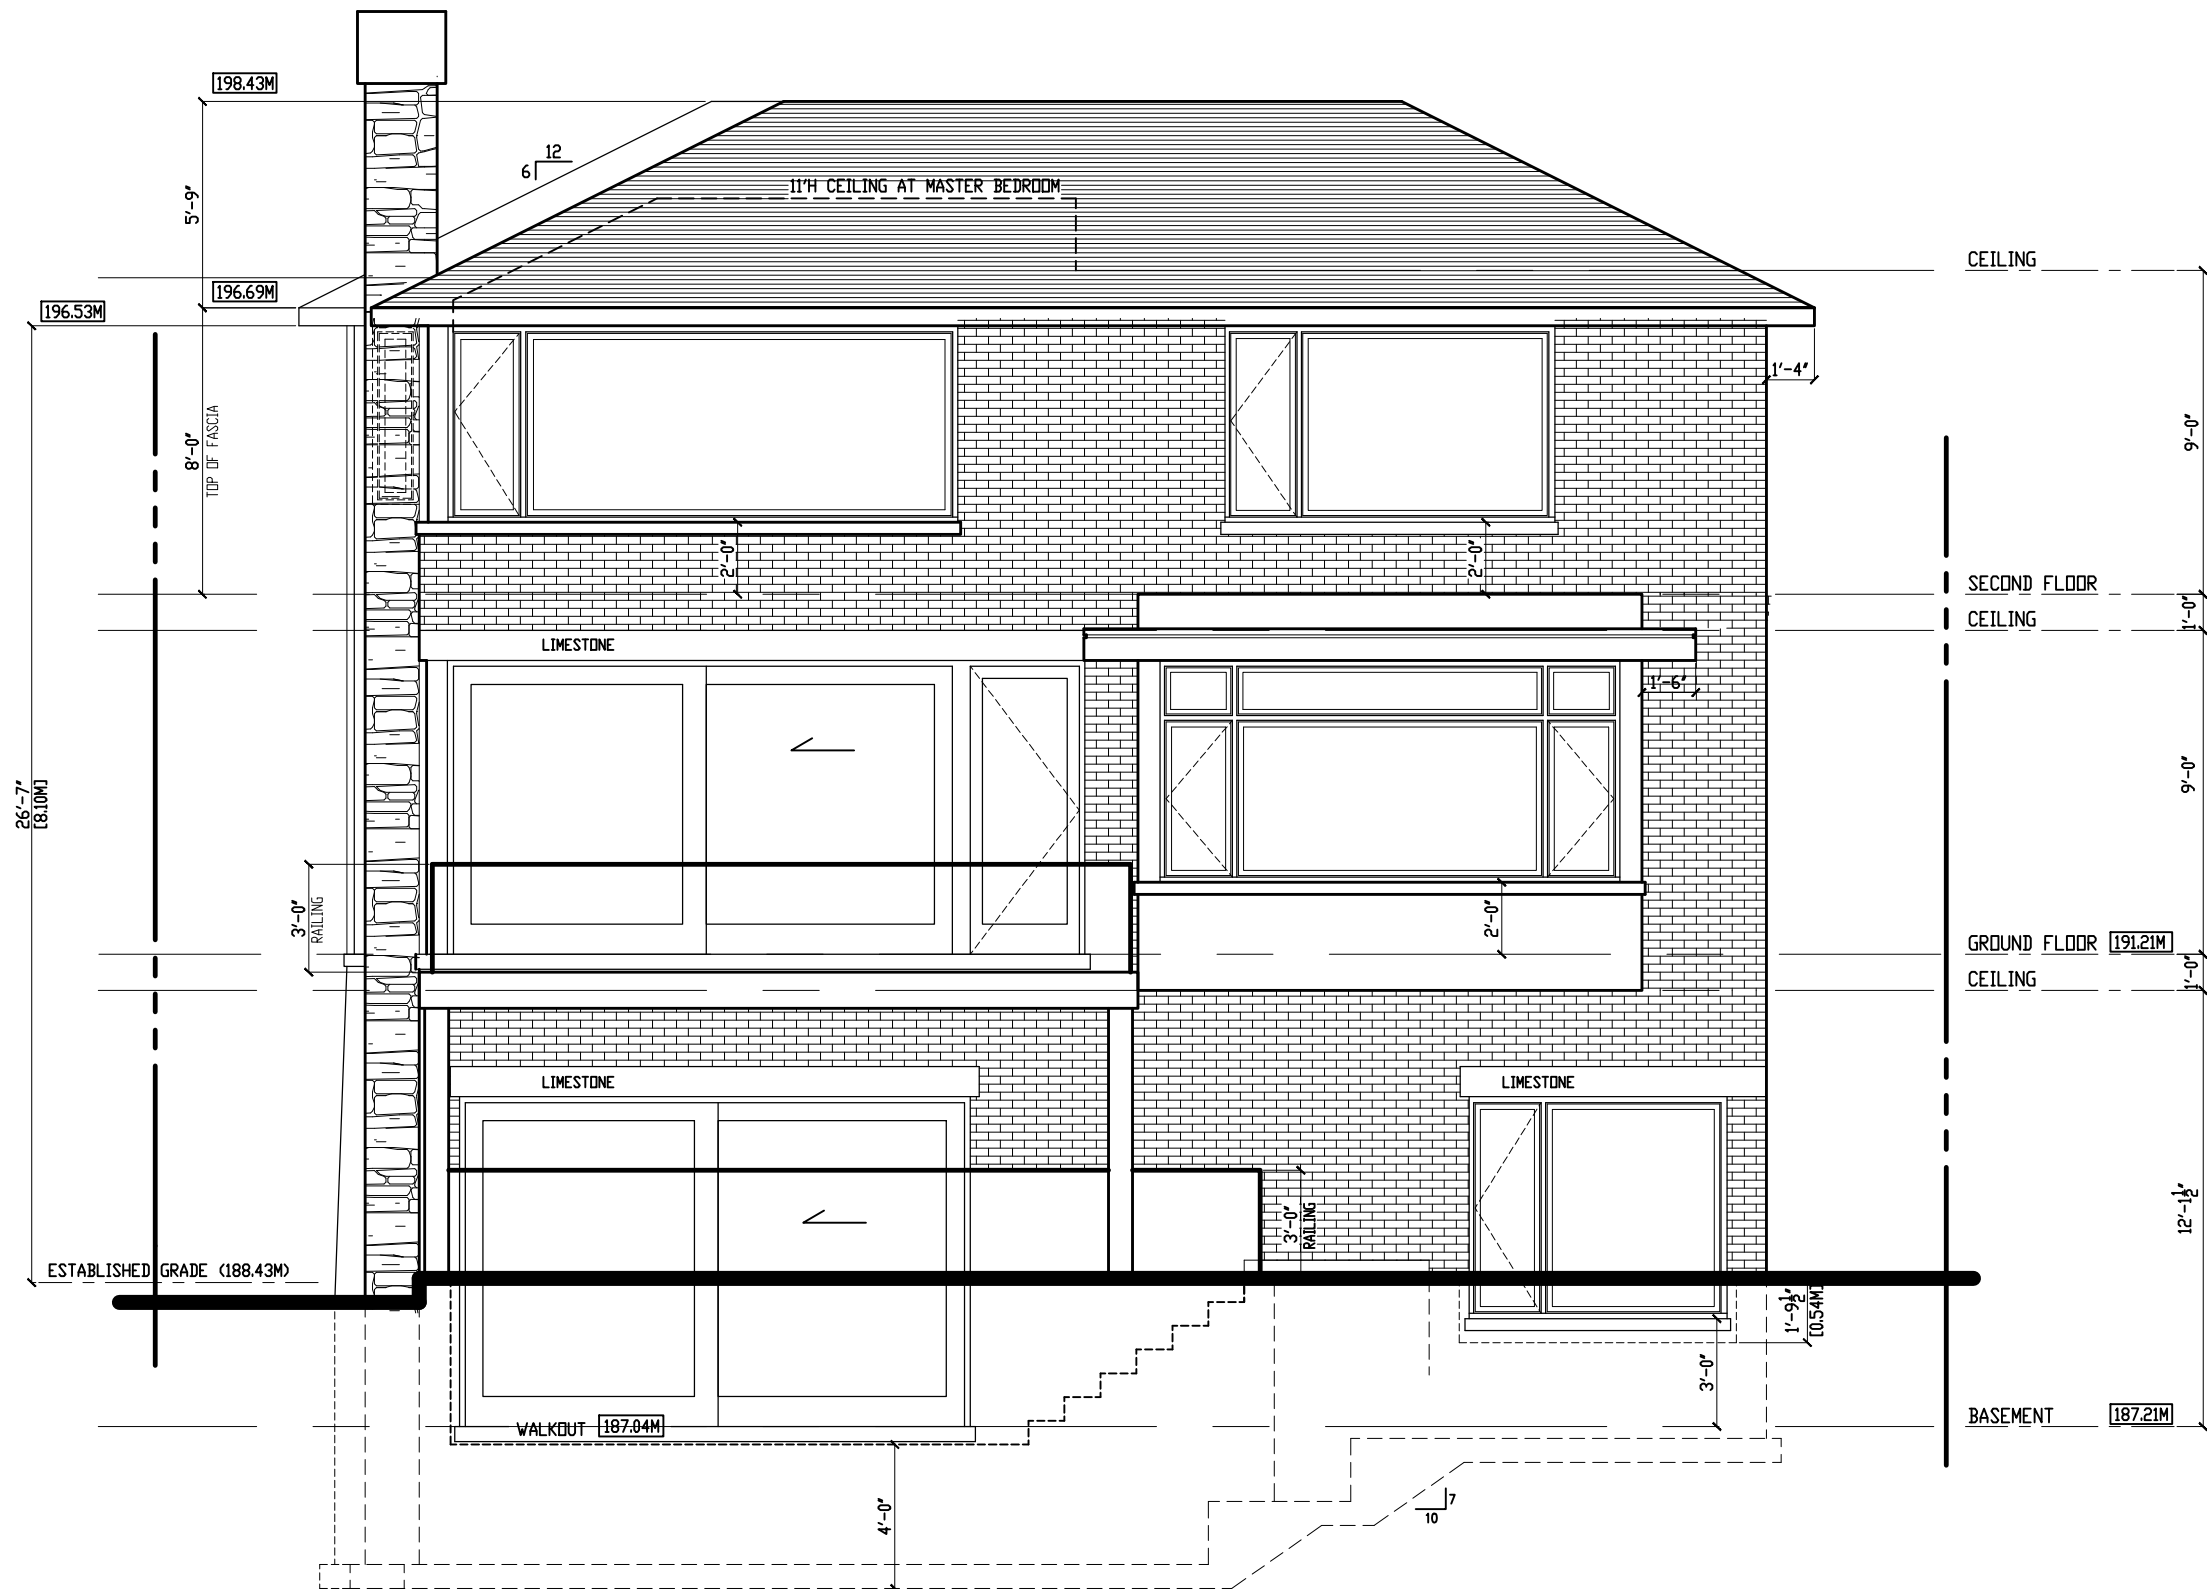 198.43M
12
6
5'-9"
11'H CEILING AT MASTER BEDROOM
CEILING
196.69M
196.53M
1'-4"
8'-0"
TOP OF FASCIA
9'-0"
2'-0"
2'-0"
SECOND FLOOR
1'-0"
CEILING
LIMESTONE
1'-6"
26'-7"
[8.10M]
9'-0"
3'-0"
RAILING
2'-0"
GROUND FLOOR 191.21M
CEILING
1'-0"
LIMESTONE
LIMESTONE
3'-0"
RAILING
12'-1½"
ESTABLISHED GRADE (188.43M)
1'-9½"
[0.54M]
3'-0"
WALKOUT 187.04M
BASEMENT 187.21M
4'-0"
7
10